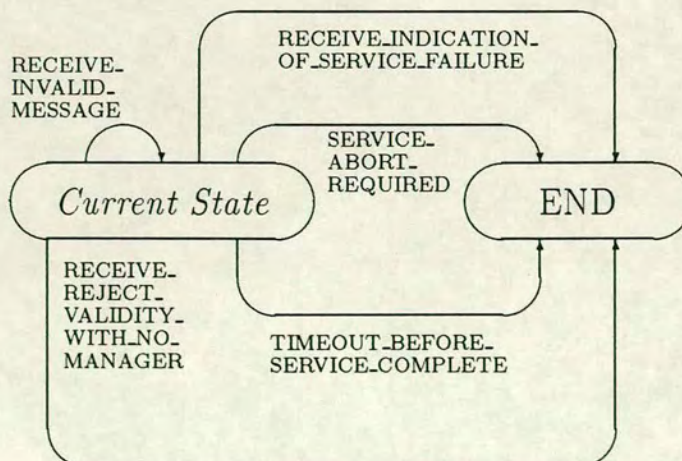 RECEIVE_
INVALID_
MESSAGE
RECEIVE_INDICATION_
OF_SERVICE_FAILURE
SERVICE_
ABORT_
REQUIRED
Current State
END
RECEIVE_
REJECT_
VALIDITY_
WITH_NO_
MANAGER
TIMEOUT_BEFORE_
SERVICE_COMPLETE